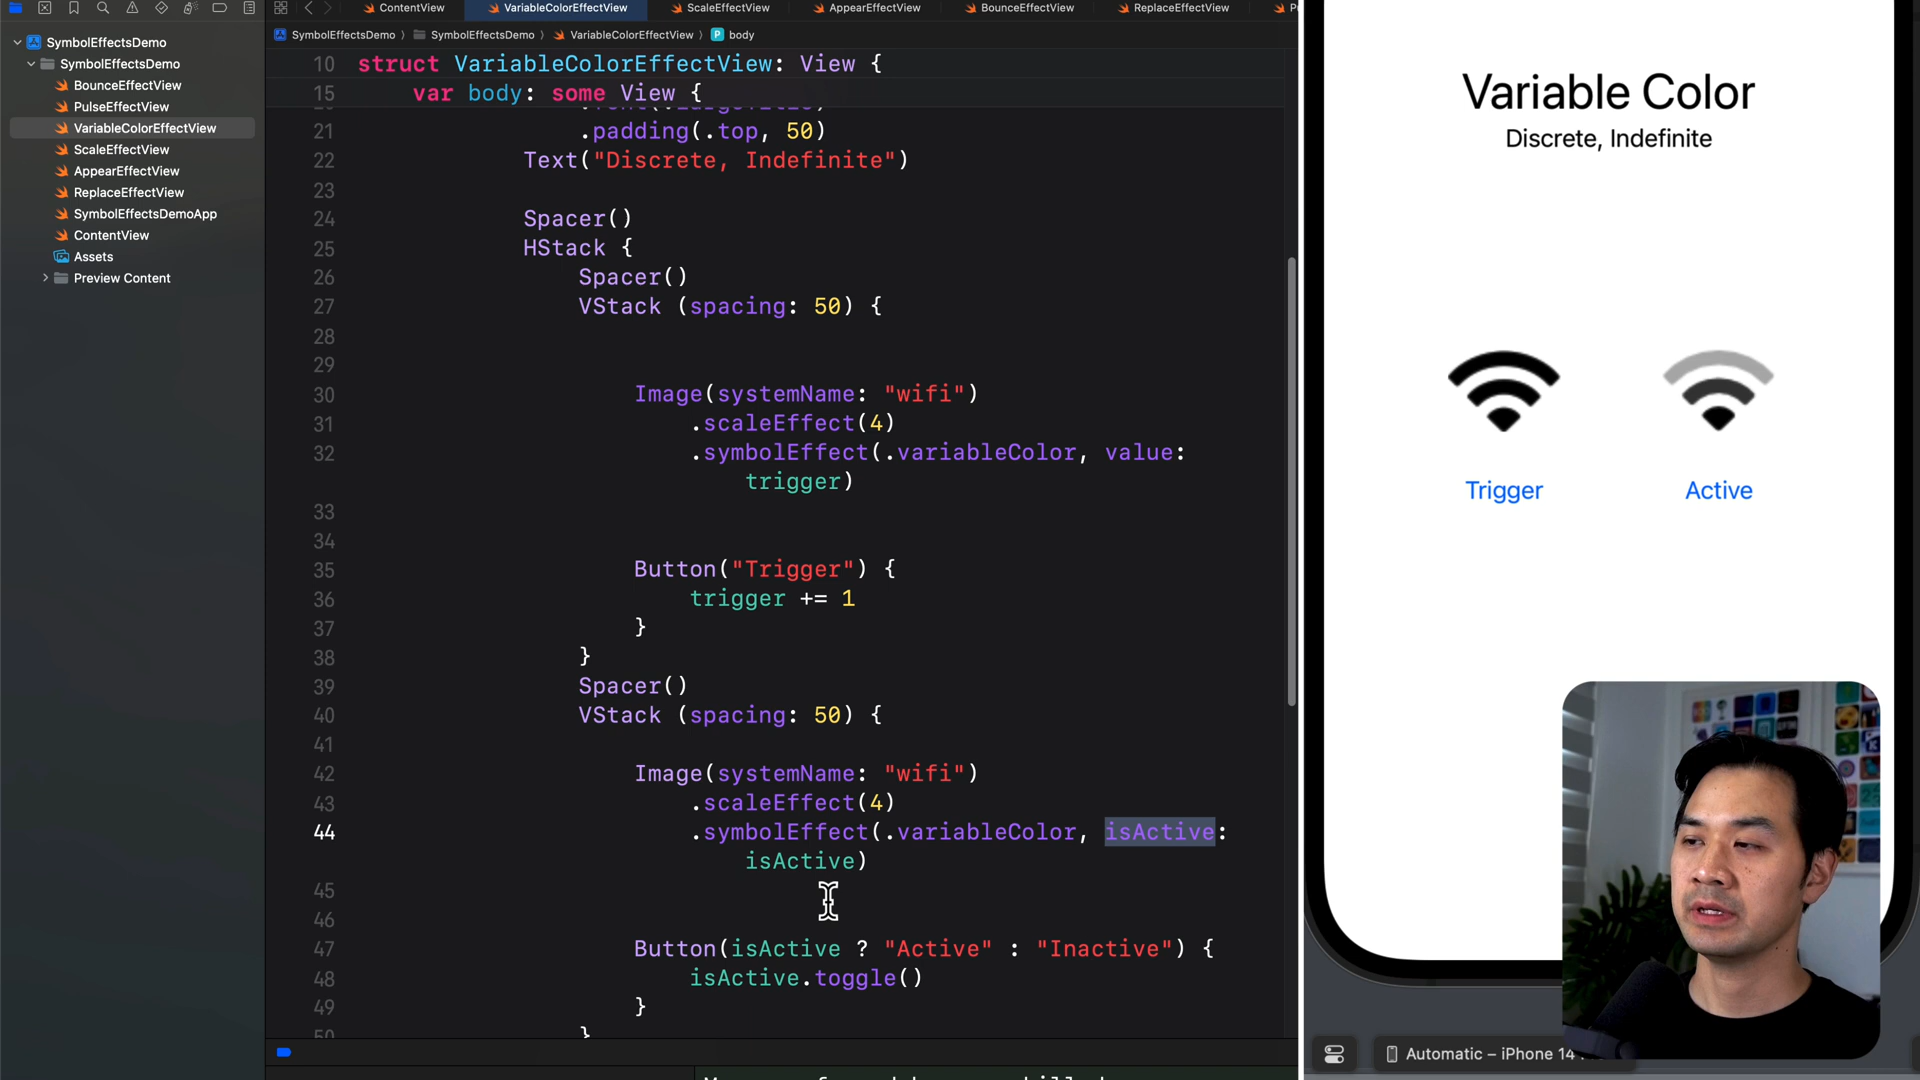 SymbolEffectsDemo
SymbolEffectsDemo
BounceEffectView
PulseEffectView
VariableColorEffectView
ScaleEffectView
AppearEffectView
ReplaceEffectView
SymbolEffectsDemoApp
ContentView
Assets
Preview Content
ContentView VariableColorEffectView ScaleEffectView AppearEffectView BounceEffectView ReplaceEffectView
SymbolEffectsDemo SymbolEffectsDemo VariableColorEffectView P body
10 struct VariableColorEffectView: View {
15 var body: some View {
21 .padding(.top, 50)
22 Text("Discrete, Indefinite")
23
24 Spacer()
25 HStack {
26 Spacer()
27 VStack (spacing: 50) {
28
29
30 Image(systemName: "wifi")
31 .scaleEffect(4)
32 .symbolEffect(.variableColor, value:
trigger)
33
34
35 Button("Trigger") {
36 trigger += 1
37 }
38 }
39 Spacer()
40 VStack (spacing: 50) {
41
42 Image(systemName: "wifi")
43 .scaleEffect(4)
44 .symbolEffect(.variableColor, isActive:
isActive)
45
46
47 Button(isActive ? "Active" : "Inactive") {
48 isActive.toggle()
49 }
50 }
Variable Color
Discrete, Indefinite
Trigger Active
Automatic – iPhone 14